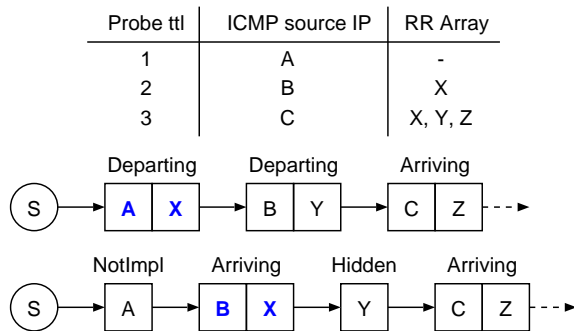 Probe ttl ICMP source IP RR Array
1 A -
2 B X
3 C X, Y, Z
Departing Departing Arriving
S A X B Y C Z
NotImpl Arriving Hidden Arriving
S A B X Y C Z